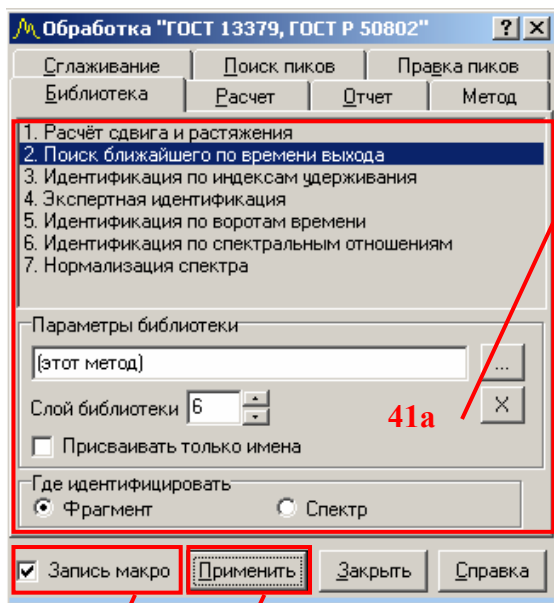 Обработка "ГОСТ 13379, ГОСТ Р 50802" ? ×
Сглаживание Поиск пиков Правка пиков
Библиотека Расчет Отчет Метод
1. Расчёт сдвига и растяжения
2. Поиск ближайшего по времени выхода
3. Идентификация по индексам удерживания
4. Экспертная идентификация
5. Идентификация по воротам времени
6. Идентификация по спектральным отношениям
7. Нормализация спектра
Параметры библиотеки
(этот метод) ...
Слой библиотеки 6 41а X
Присваивать только имена
Где идентифицировать
Фрагмент Спектр
Запись макро Применить Закрыть Справка